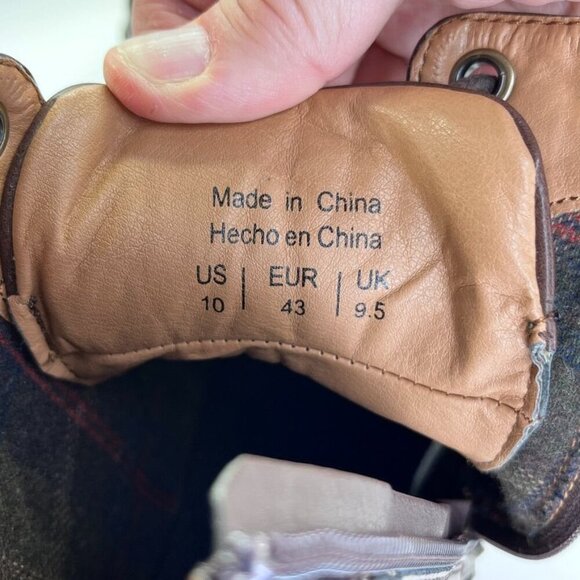 Made in China
Hecho en China
US | EUR | UK
10 | 43 | 9.5